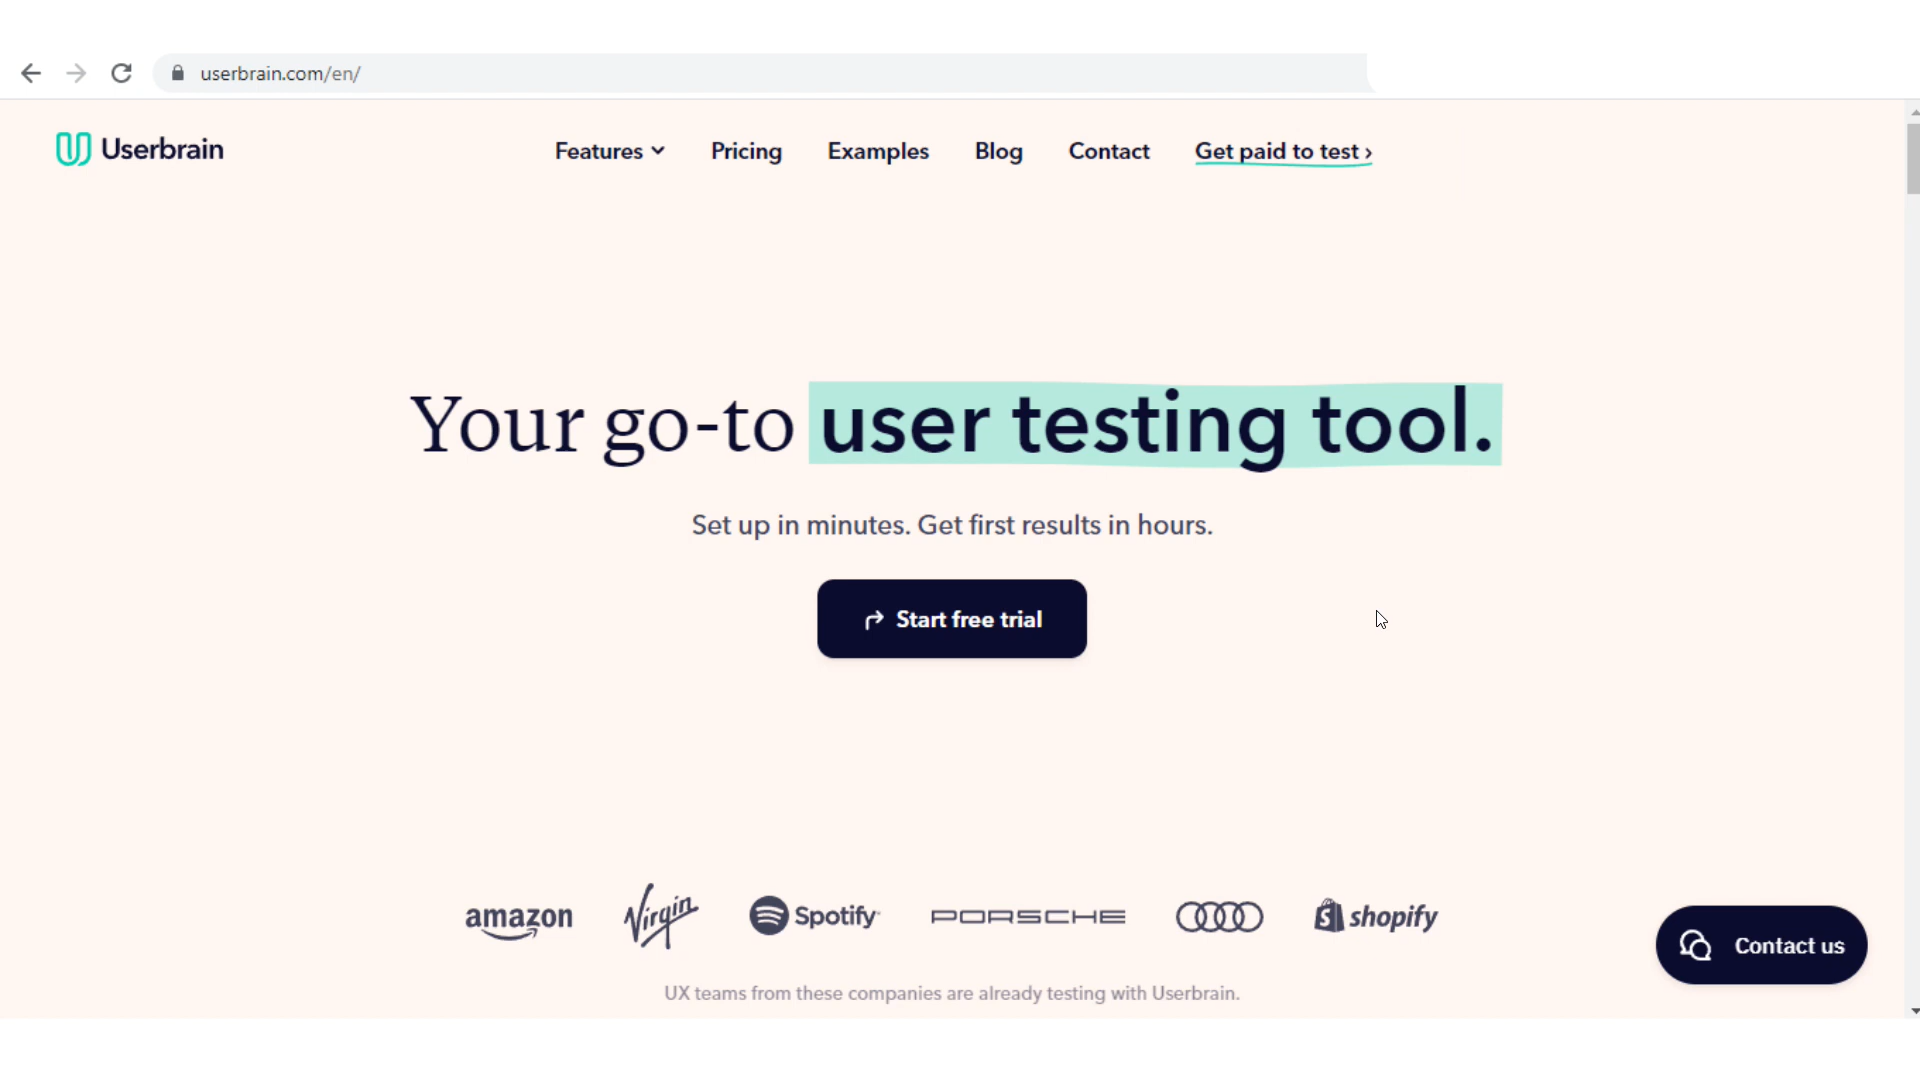 userbrain.com/en/
Userbrain
Features Pricing Examples Blog Contact Get paid to test ›
Your go-to user testing tool.
Set up in minutes. Get first results in hours.
Start free trial
amazon Virgin Spotify PORSCHE shopify
Contact us
UX teams from these companies are already testing with Userbrain.